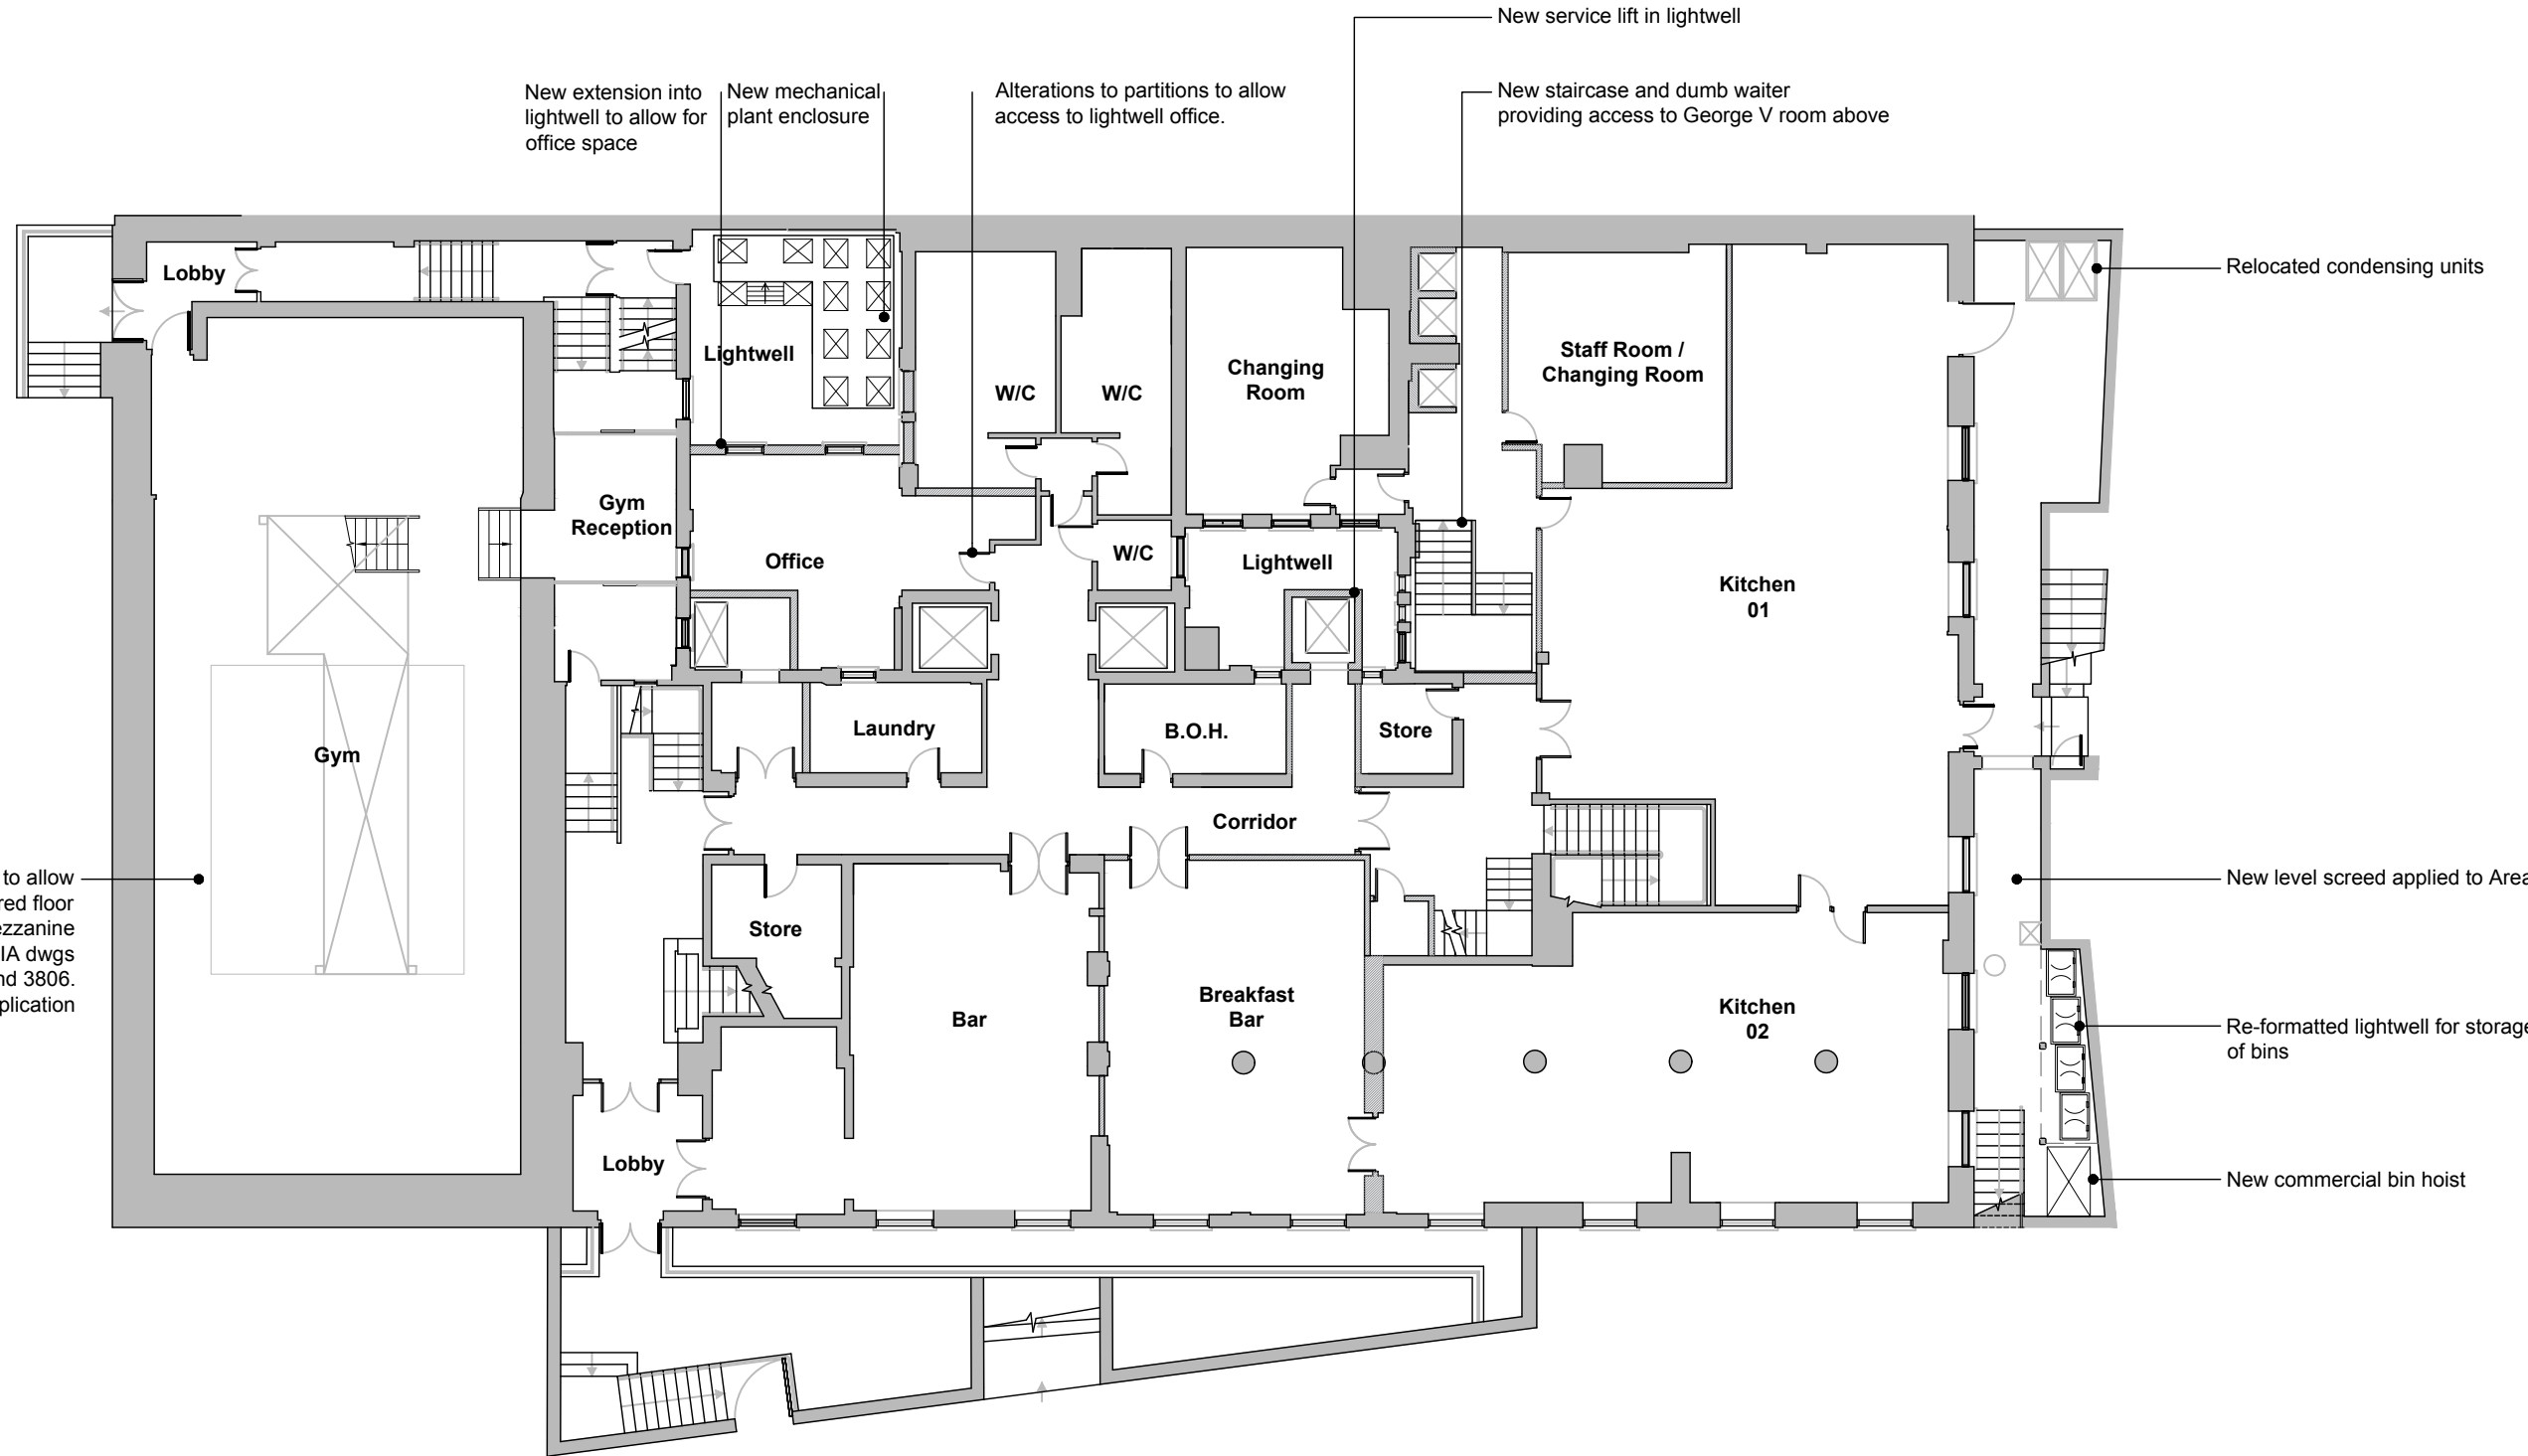 New service lift in lightwell
New extension into
lightwell to allow for
office space
New mechanical
plant enclosure
Alterations to partitions to allow
access to lightwell office.
New staircase and dumb waiter
providing access to George V room above
Lobby
Relocated condensing units
Lightwell
W/C
W/C
Changing
Room
Staff Room /
Changing Room
Gym
Reception
Office
W/C
Lightwell
Kitchen
01
Gym
Laundry
B.O.H.
Store
Corridor
to allow
red floor
ezzanine
IA dwgs
nd 3806.
plication
New level screed applied to Area
Store
Bar
Breakfast
Bar
Kitchen
02
Re-formatted lightwell for storage
of bins
Lobby
New commercial bin hoist